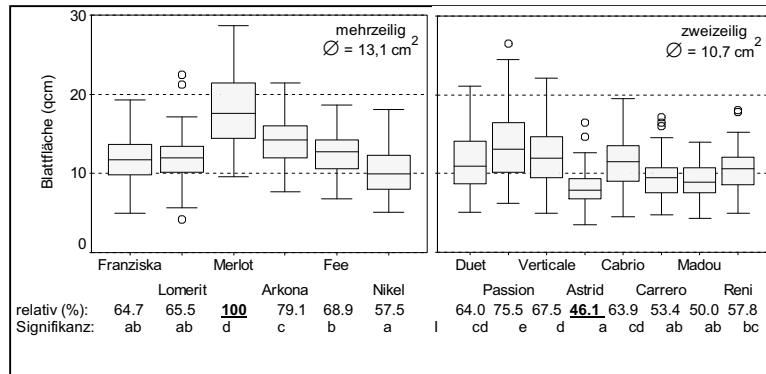 mehrzeilig
Ø = 13,1 cm²
zweizeilig
Ø = 10,7 cm²
Blattfläche (qcm)
30
20
10
0
Franziska Merlot Fee Duet Verticale Cabrio Madou
Lomerit Arkona Nikel Passion Astrid Carrero Reni
relativ (%): 64.7 65.5 100 79.1 68.9 57.5 64.0 75.5 67.5 46.1 63.9 53.4 50.0 57.8
Signifikanz: ab ab d c b a I cd e d a cd ab ab bc